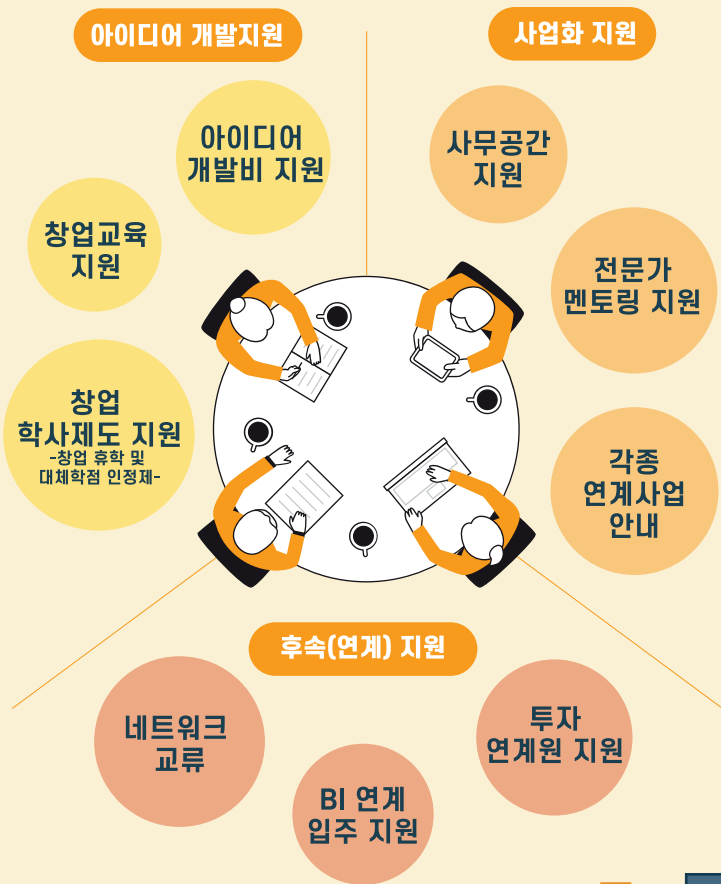 아이디어 개발지원
아이디어
개발비 지원
창업교육
지원
창업
학사제도 지원
-창업 휴학 및
대체학점 인정제-
사업화 지원
사무공간
지원
전문가
멘토링 지원
각종
연계사업
안내
후속(연계) 지원
네트워크
교류
BI 연계
입주 지원
투자
연계원 지원